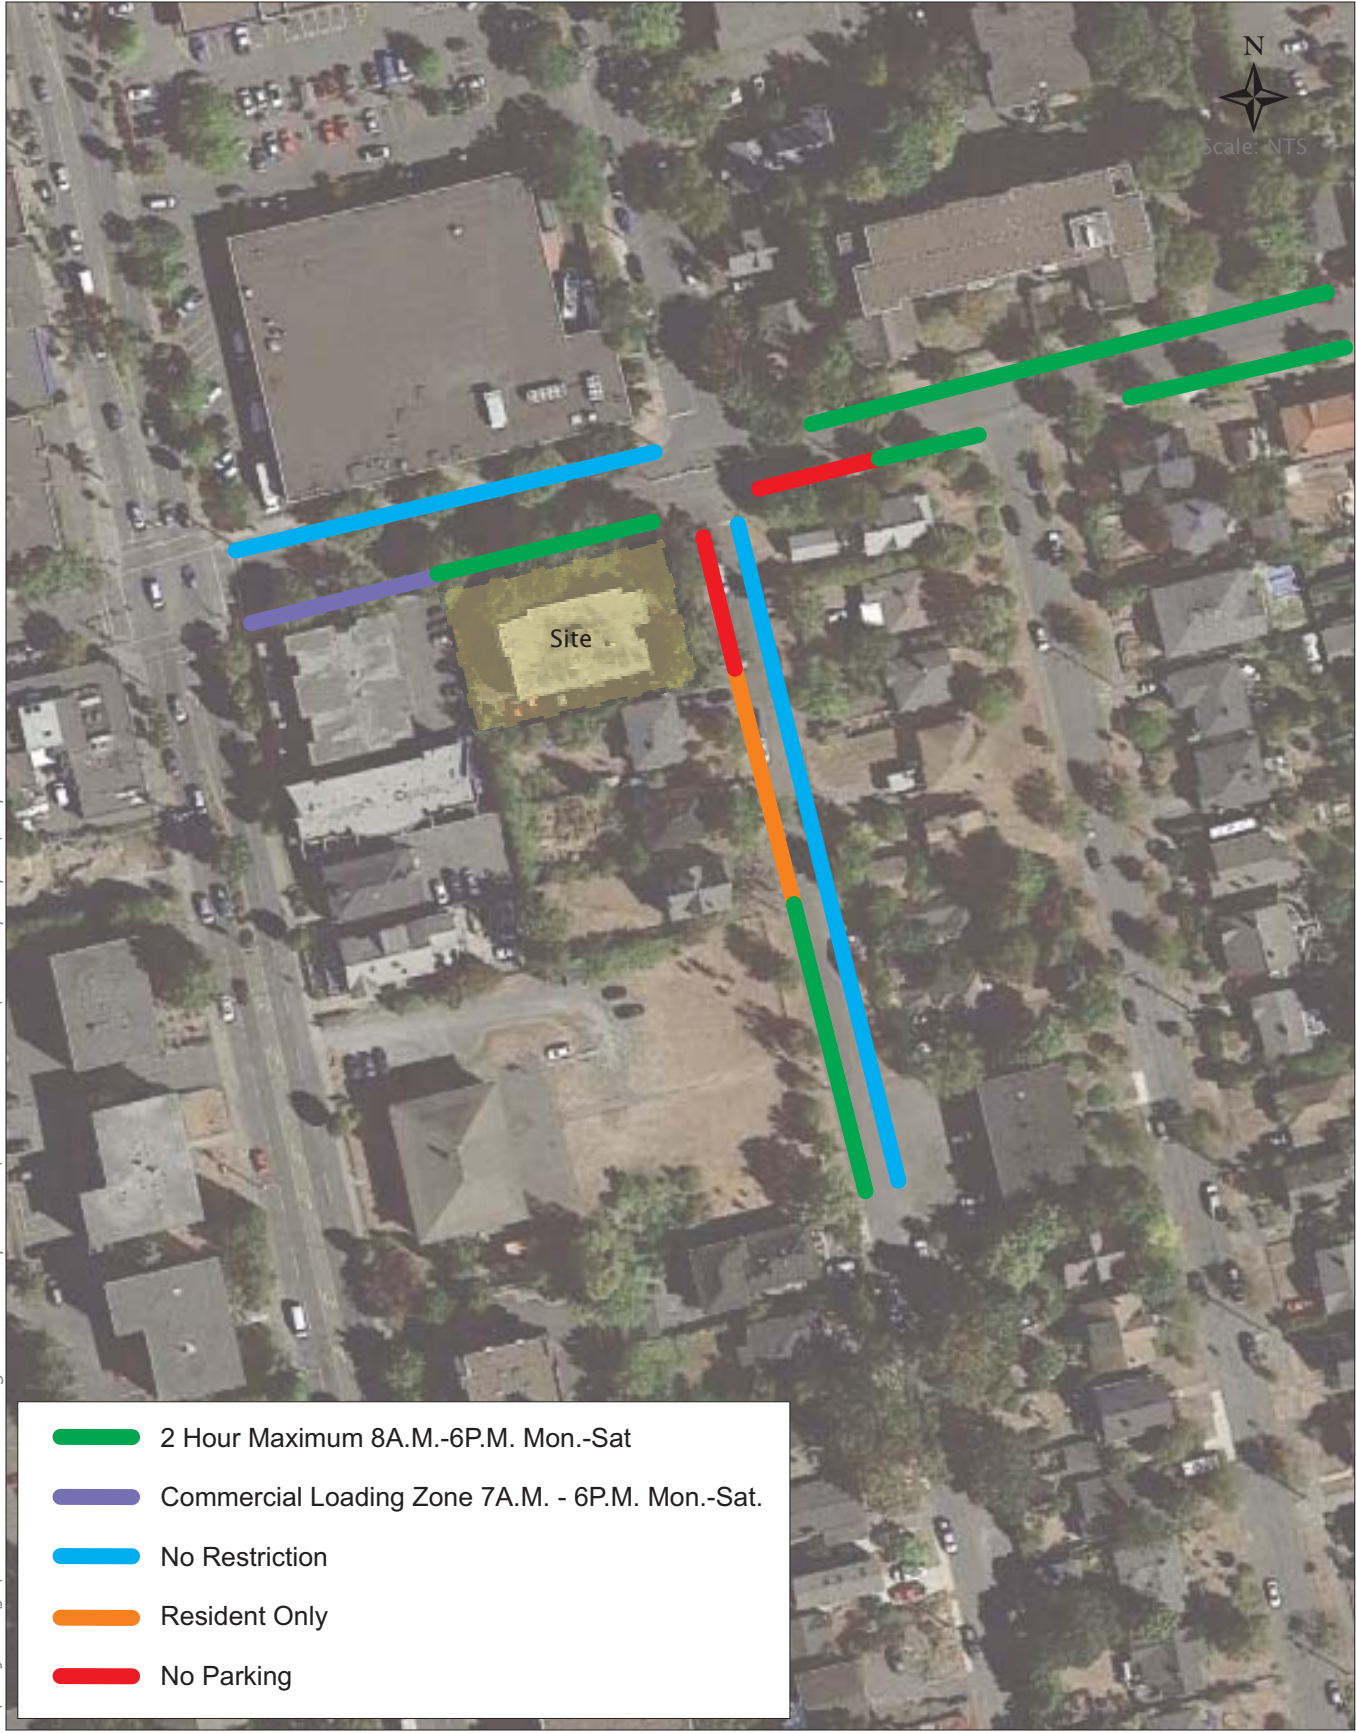 N
Scale: NTS
Site
2 Hour Maximum 8A.M.-6P.M. Mon.-Sat
Commercial Loading Zone 7A.M. - 6P.M. Mon.-Sat.
No Restriction
Resident Only
No Parking